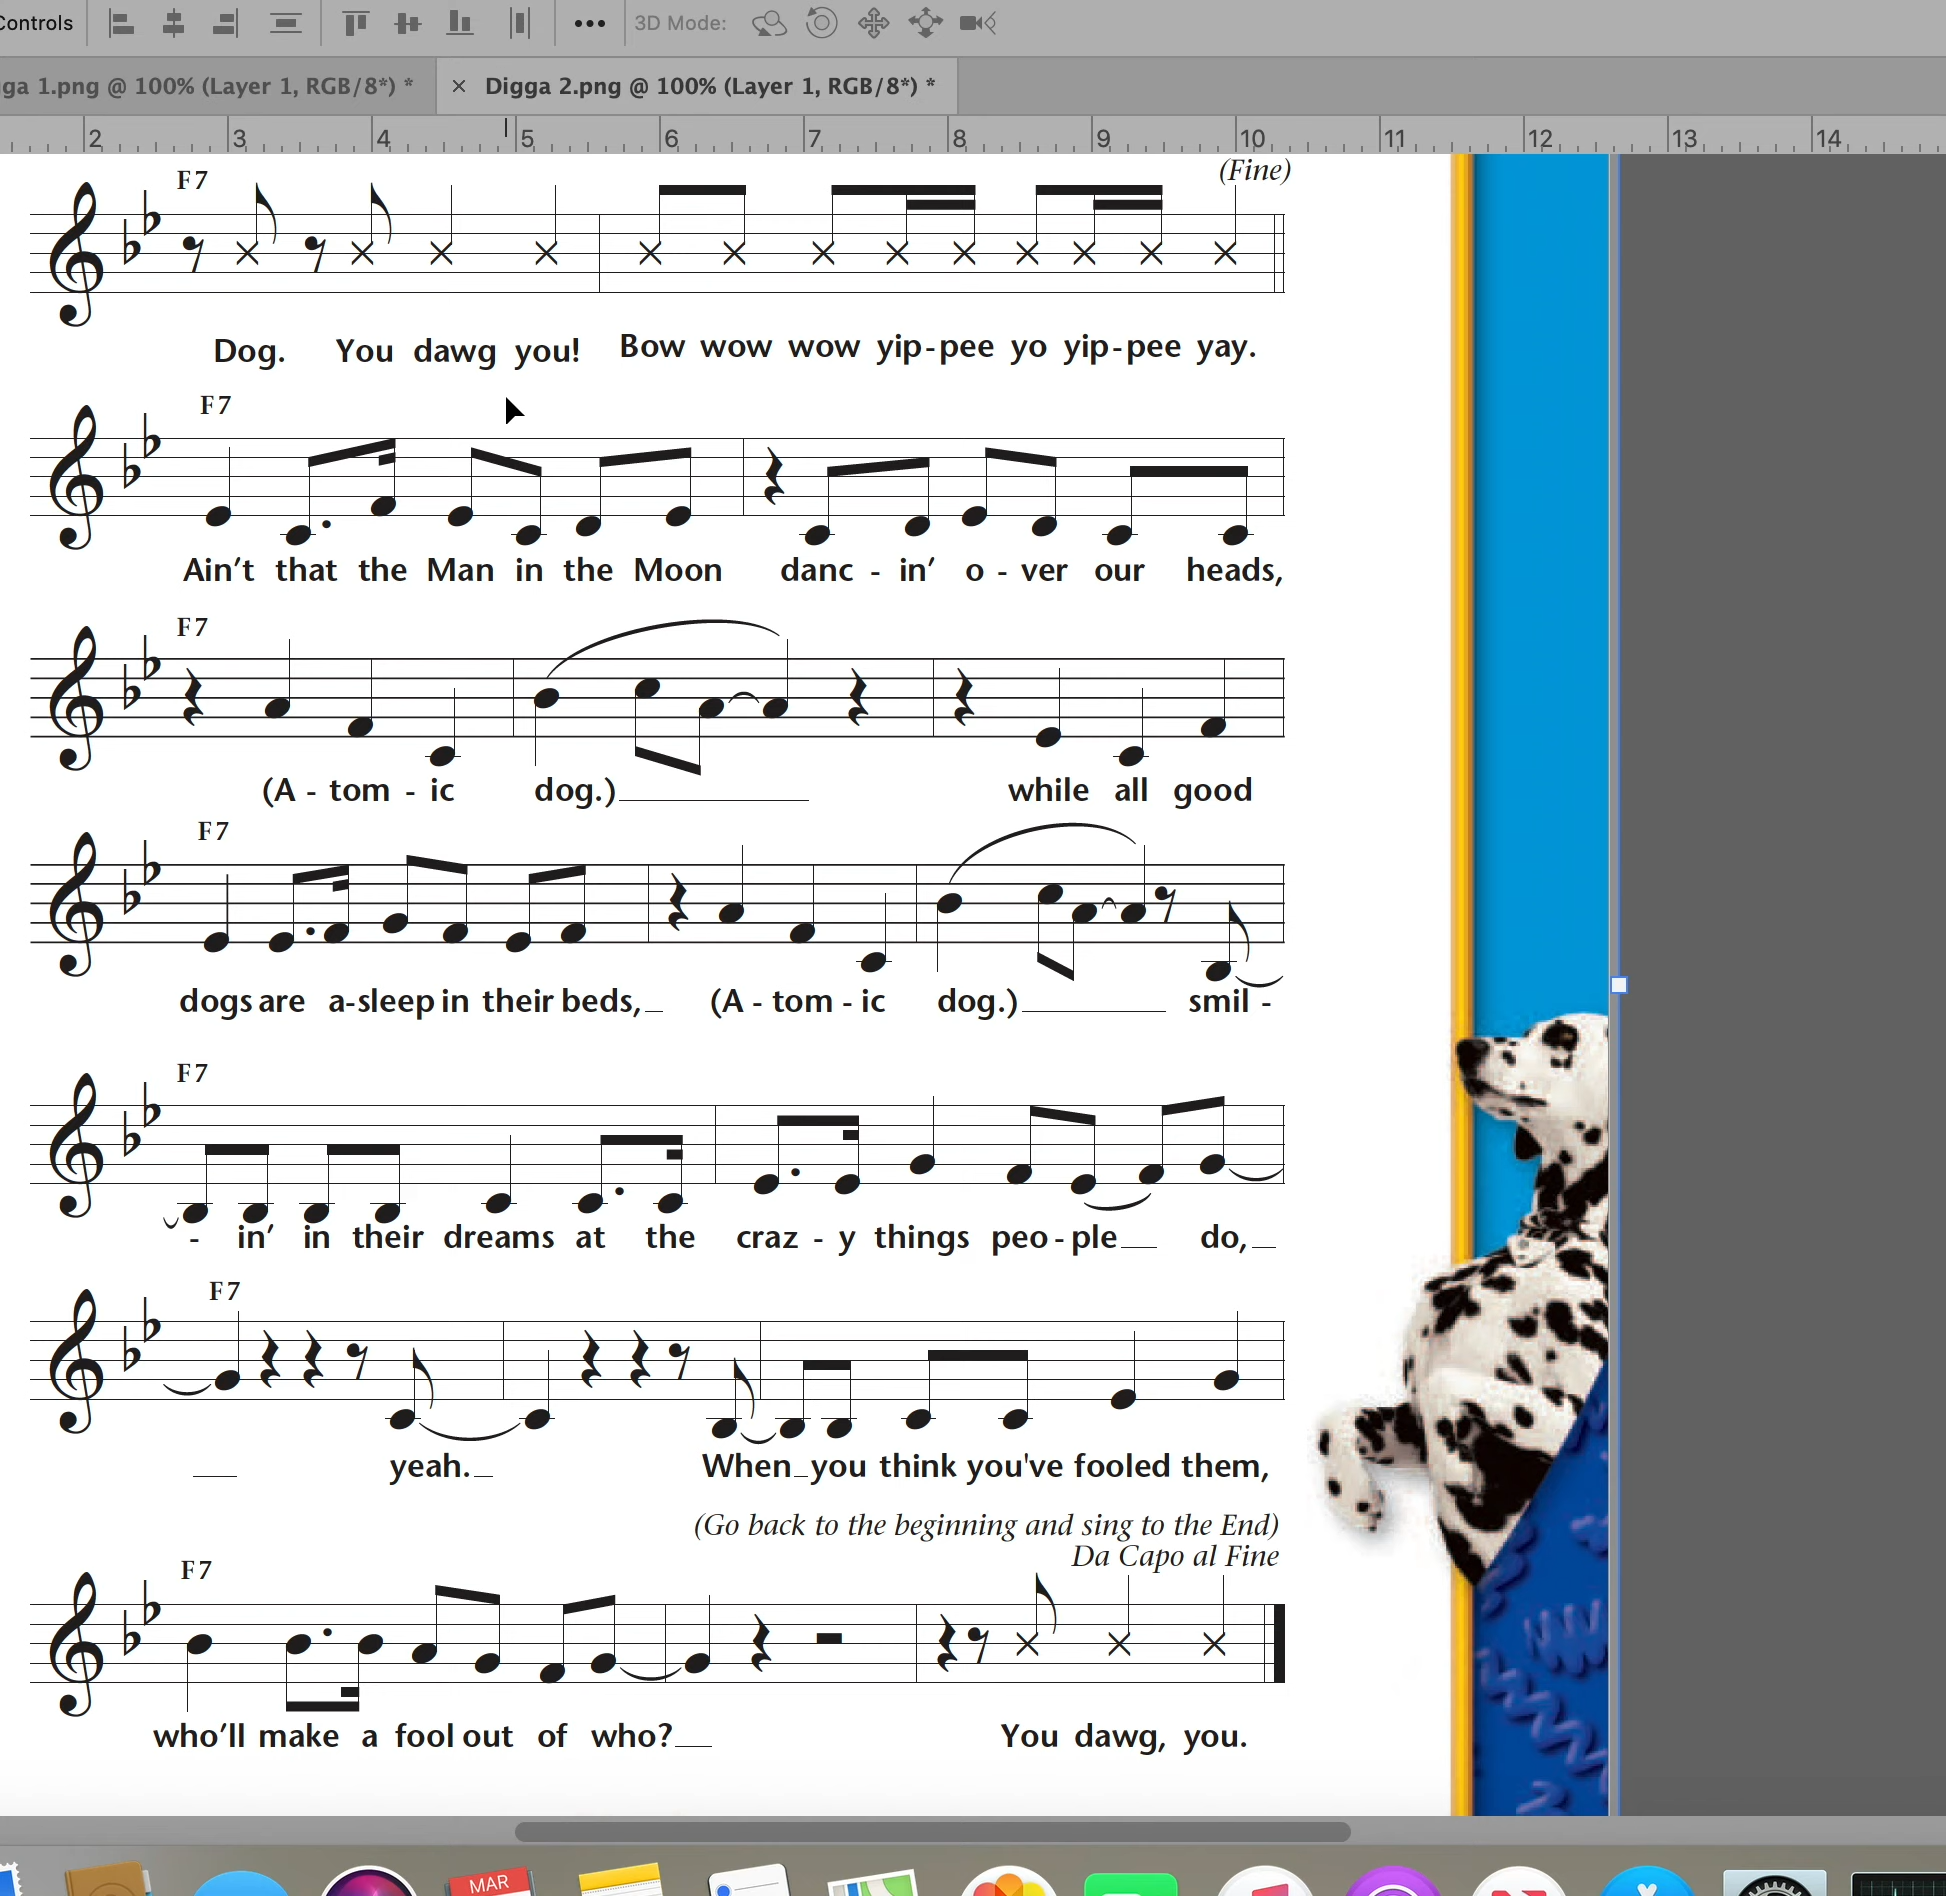 Controls
3D Mode:
ga 1.png @ 100% (Layer 1, RGB/8*) *
× Digga 2.png @ 100% (Layer 1, RGB/8*) *
2 3 4 5 6 7 8 9 10 11 12 13 14
(Fine)
F7
Dog. You dawg you! Bow wow wow yip-pee yo yip-pee yay.
F7
Ain't that the Man in the Moon danc - in' o - ver our heads,
F7
(A - tom - ic dog.) while all good
F7
dogs are a-sleep in their beds, (A - tom - ic dog.) smil -
F7
- in' in their dreams at the craz - y things peo - ple do,
F7
yeah. When you think you've fooled them,
(Go back to the beginning and sing to the End)
Da Capo al Fine
F7
who'll make a fool out of who? You dawg, you.
MAR